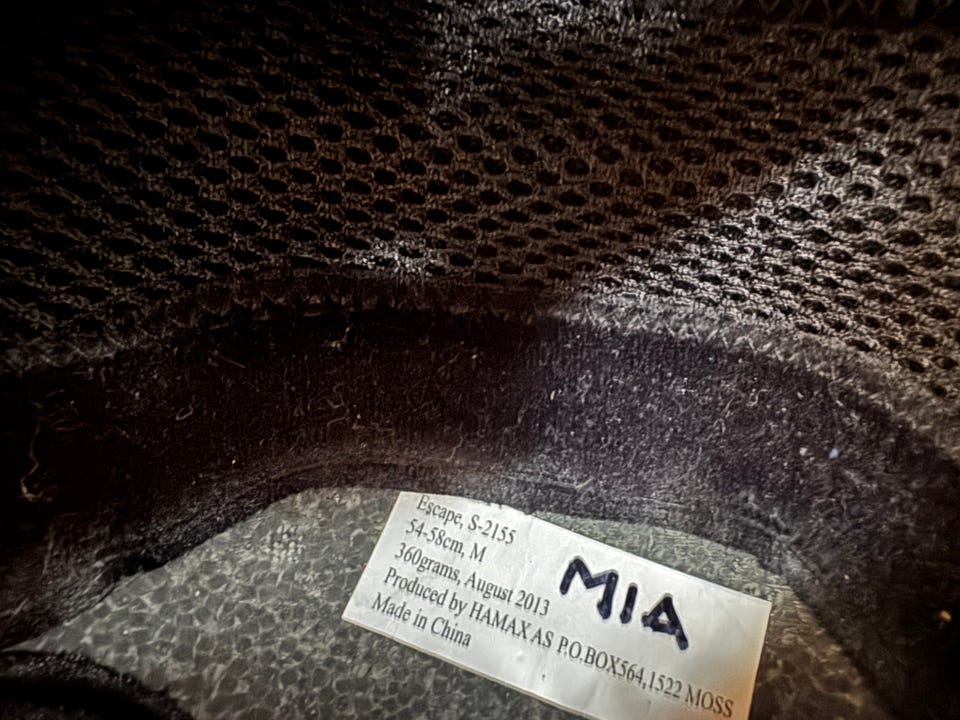 Escape, S-2155
54-58cm, M
360grams, August 2013
Produced by HAMAX AS P.O.BOX564,1522 MOSS
Made in China
MIA